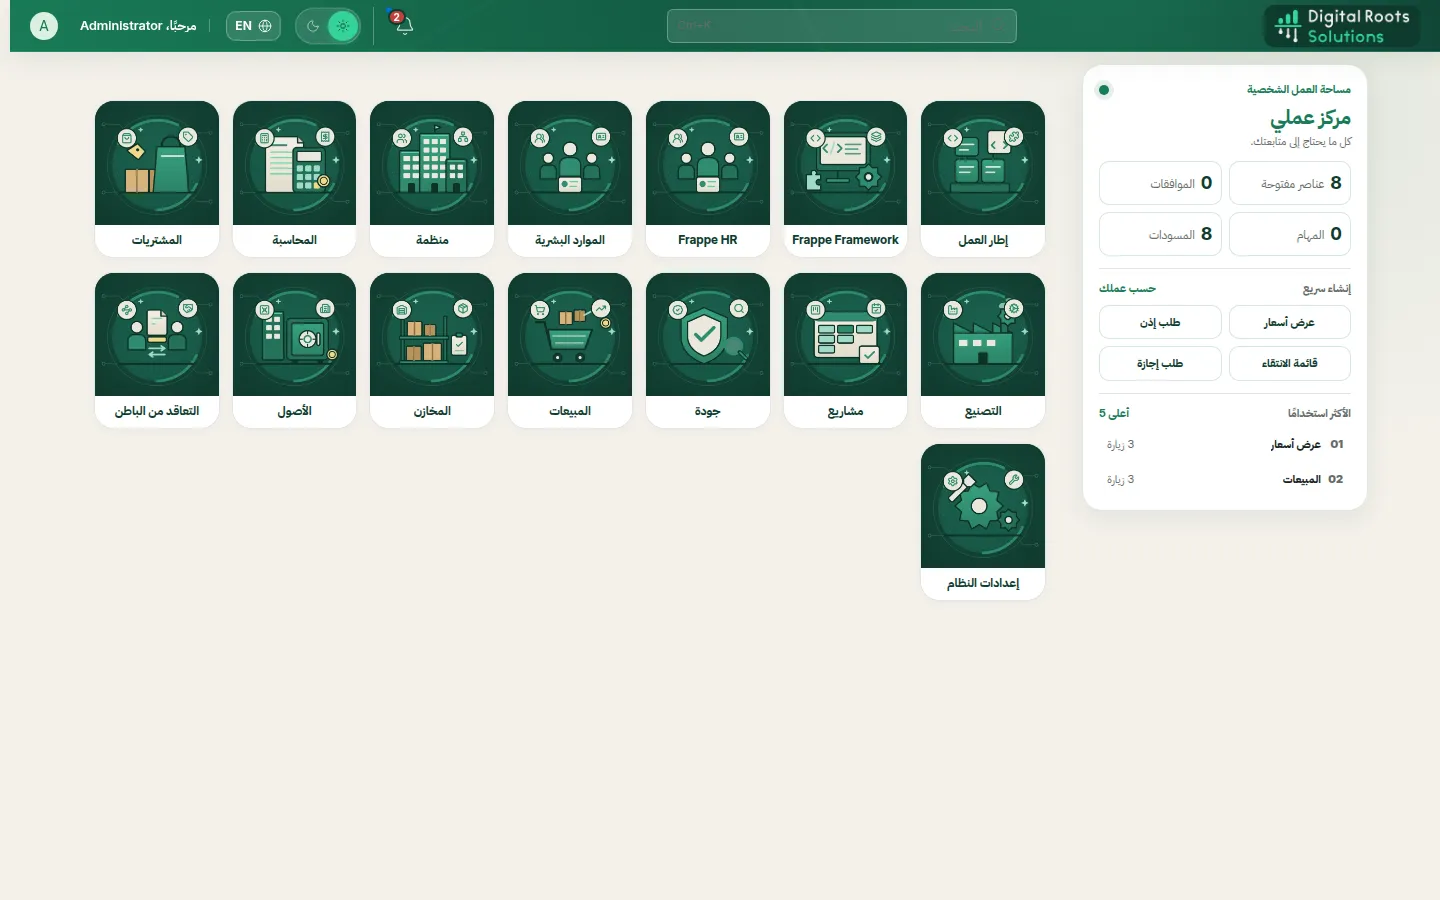 Digital Roots
Solutions
Ctrl+K
2
EN
مرحبًا، Administrator
A
مساحة العمل الشخصية
مركز عملي
كل ما يحتاج إلى متابعتك.
8 عناصر مفتوحة
0 الموافقات
0 المهام
8 المسودات
إنشاء سريع
حسب عملك
عرض أسعار
طلب إذن
قائمة الانتقاء
طلب إجازة
الأكثر استخدامًا
أعلى 5
01 عرض أسعار
3 زيارة
02 المبيعات
3 زيارة
إطار العمل
Frappe Framework
Frappe HR
الموارد البشرية
منظمة
المحاسبة
المشتريات
التصنيع
مشاريع
جودة
المبيعات
المخازن
الأصول
التعاقد من الباطن
إعدادات النظام